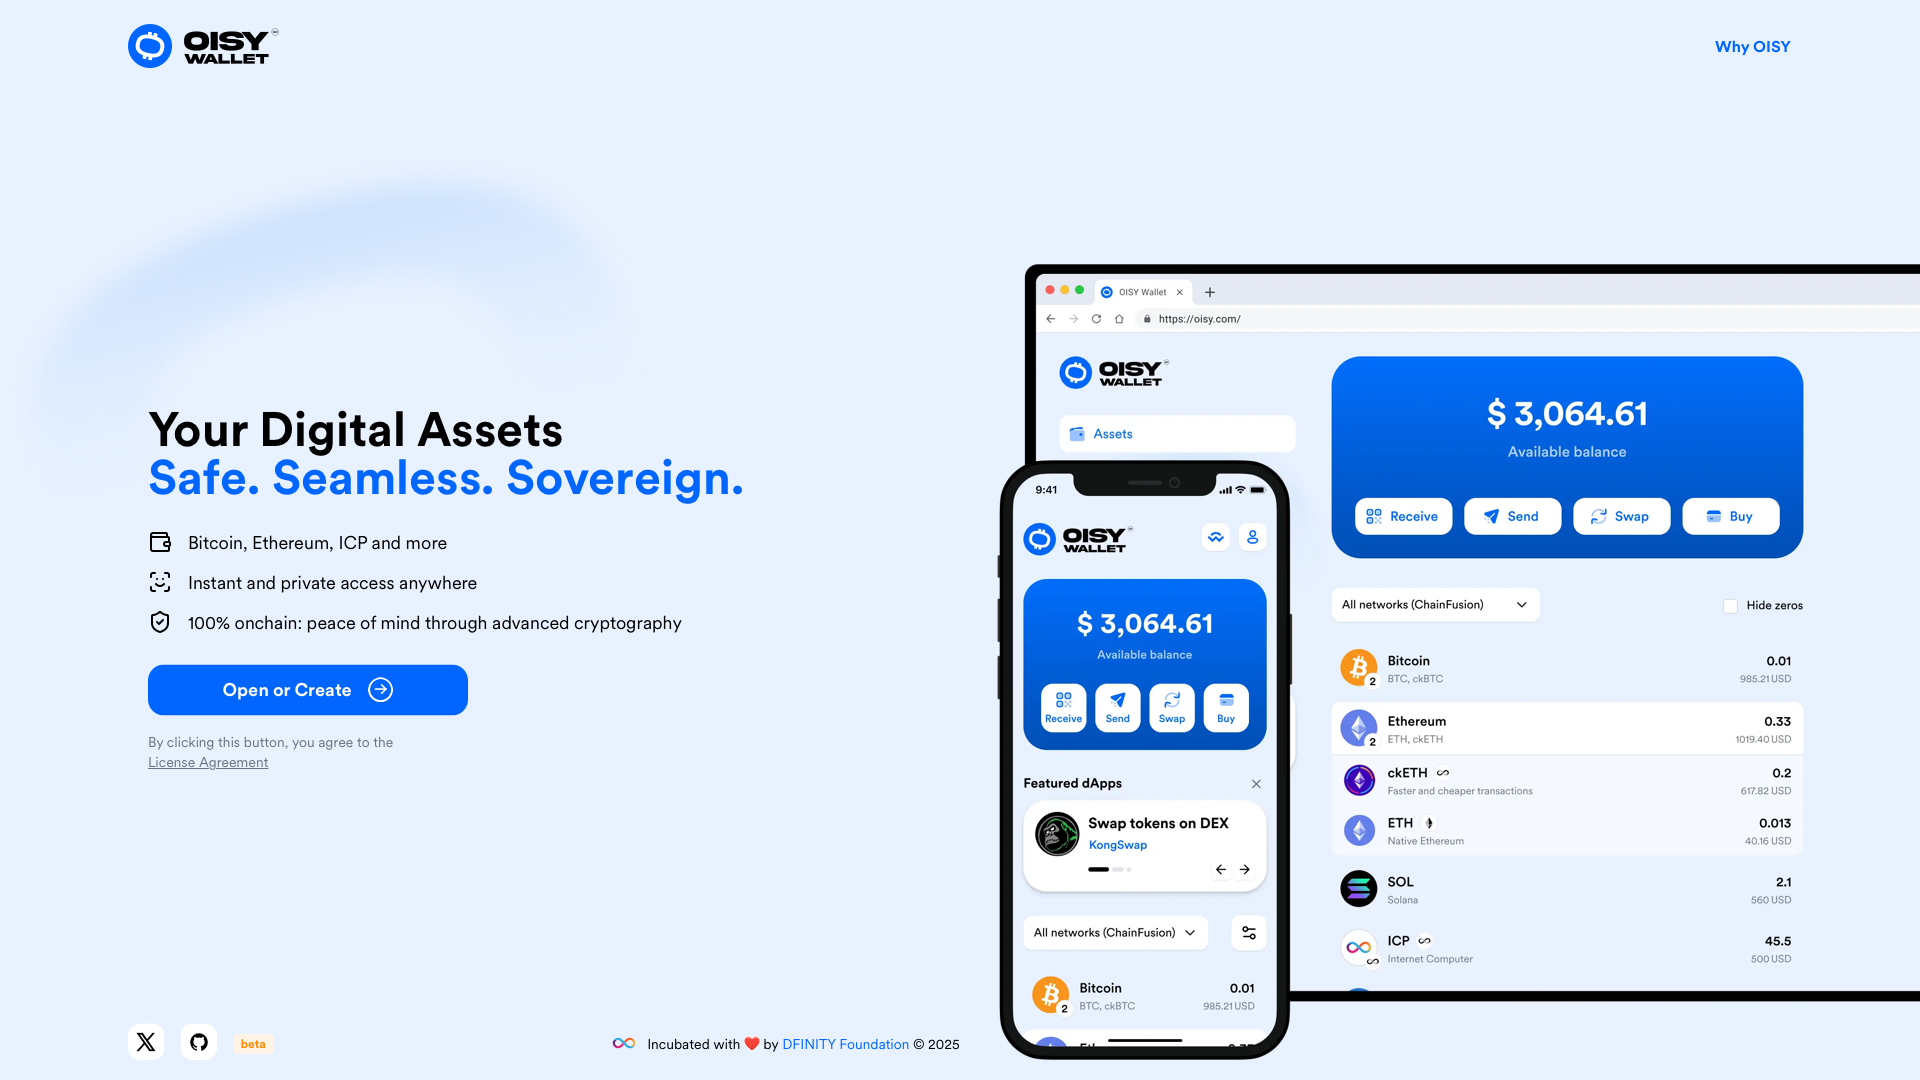 OISY
WALLET
Why OISY
Your Digital Assets
Safe. Seamless. Sovereign.
Bitcoin, Ethereum, ICP and more
Instant and private access anywhere
100% onchain: peace of mind through advanced cryptography
Open or Create
By clicking this button, you agree to the
License Agreement
OISY Wallet
https://oisy.com/
OISY
WALLET
Assets
$ 3,064.61
Available balance
Receive
Send
Swap
Buy
All networks (ChainFusion)
Hide zeros
Bitcoin
0.01
2
BTC, ckBTC
985.21 USD
Ethereum
0.33
2
ETH, ckETH
1019.40 USD
ckETH
0.2
Faster and cheaper transactions
617.82 USD
ETH
0.013
Native Ethereum
40.16 USD
SOL
2.1
Solana
560 USD
ICP
45.5
Internet Computer
500 USD
9:41
OISY
WALLET
$ 3,064.61
Available balance
Receive
Send
Swap
Buy
Featured dApps
Swap tokens on DEX
KongSwap
All networks (ChainFusion)
Bitcoin
0.01
2
BTC, ckBTC
985.21 USD
beta
Incubated with ❤️ by DFINITY Foundation © 2025